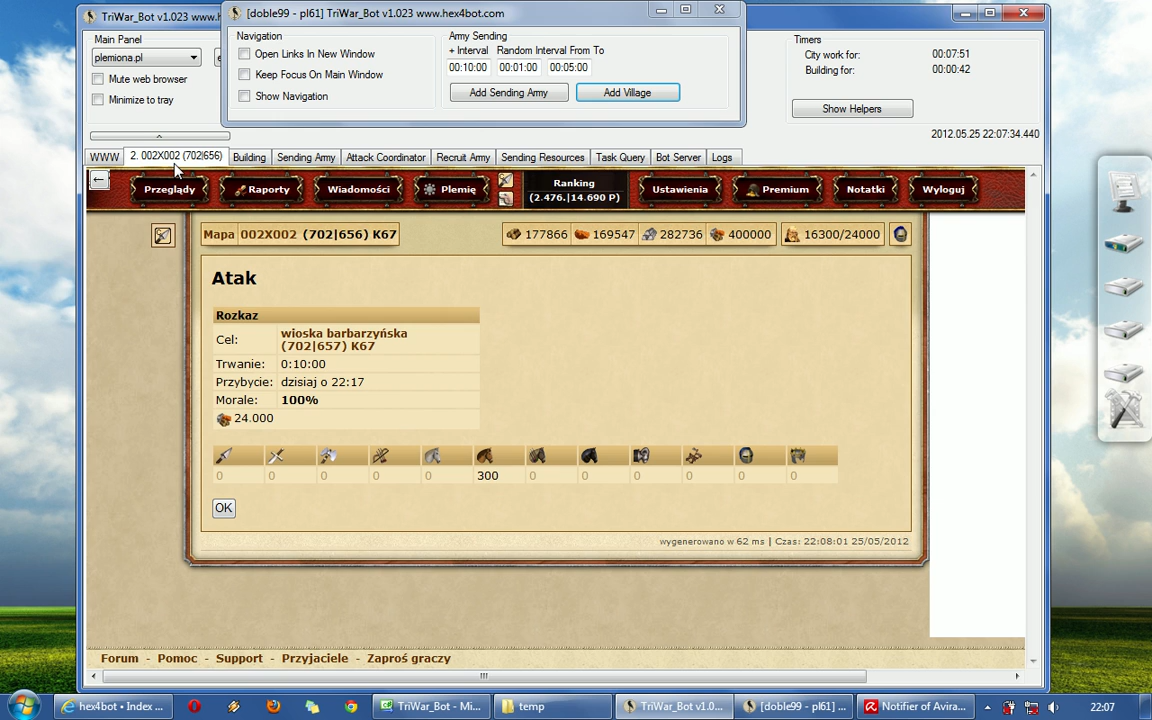 TriWar_Bot v1.023 www.hex4
[doble99 - pl61] TriWar_Bot v1.023 www.hex4bot.com
Main Panel
plemiona.pl
Mute web browser
Minimize to tray
Navigation
Open Links In New Window
Keep Focus On Main Window
Show Navigation
Army Sending
+ Interval Random Interval From To
00:10:00 00:01:00 00:05:00
Add Sending Army
Add Village
Timers
City work for: 00:07:51
Building for: 00:00:42
Show Helpers
2012.05.25 22:07:34.440
WWW 2. 002X002 (702|656) Building Sending Army Attack Coordinator Recruit Army Sending Resources Task Query Bot Server Logs
Przeglądy Raporty Wiadomości Plemię Ranking Ustawienia Premium Notatki Wyloguj
(2.476.|14.690 P)
Mapa 002X002 (702|656) K67 177866 169547 282736 400000 16300/24000
Atak
Rozkaz
Cel: wioska barbarzyńska
(702|657) K67
Trwanie: 0:10:00
Przybycie: dzisiaj o 22:17
Morale: 100%
24.000
0 0 0 0 0 300 0 0 0 0 0 0
OK
wygenerowano w 62 ms | Czas: 22:08:01 25/05/2012
Forum - Pomoc - Support - Przyjaciele - Zaproś graczy
hex4bot • Index ... TriWar_Bot - Mi... temp TriWar_Bot v1.0... [doble99 - pl61] ... Notifier of Avira... 22:07